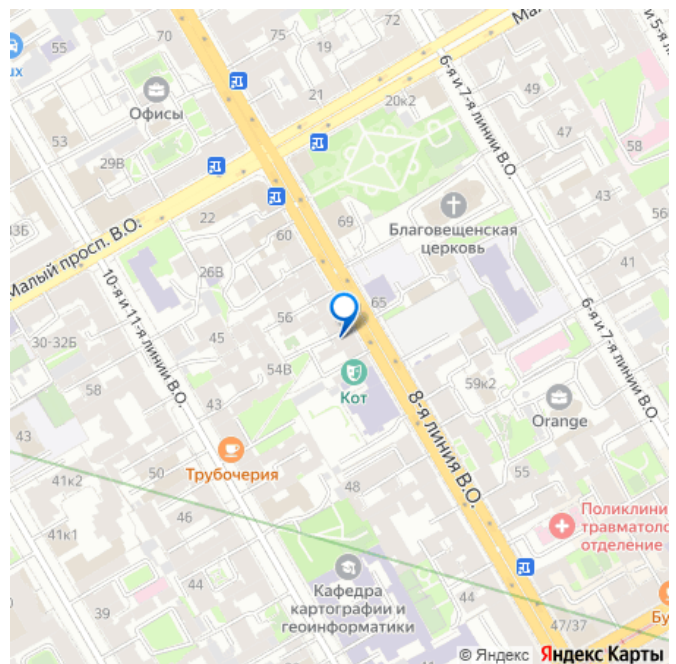 70
72
62
55
75
19
ux
Офисы
21
20к2
49
53
29В
47
58
6-я и 7-я линии В.О.
43
22
69
Благовещенская
церковь
60
41
Малый просп. В.О.
26В
65
10-я и 11-я линии В.О.
56
6-я и 7-я линии В.О.
30-32Б
45
54В
59к2
58
Кот
8-я линия В.О.
43
Orange
43
Трубочерия
50
55
41к2
48
46
Поликлини
травматоло
отделение
41к1
44
Кафедра
картографии и
геоинформатики
44
39
47/37
Бу
© Яндекс Яндекс Карты